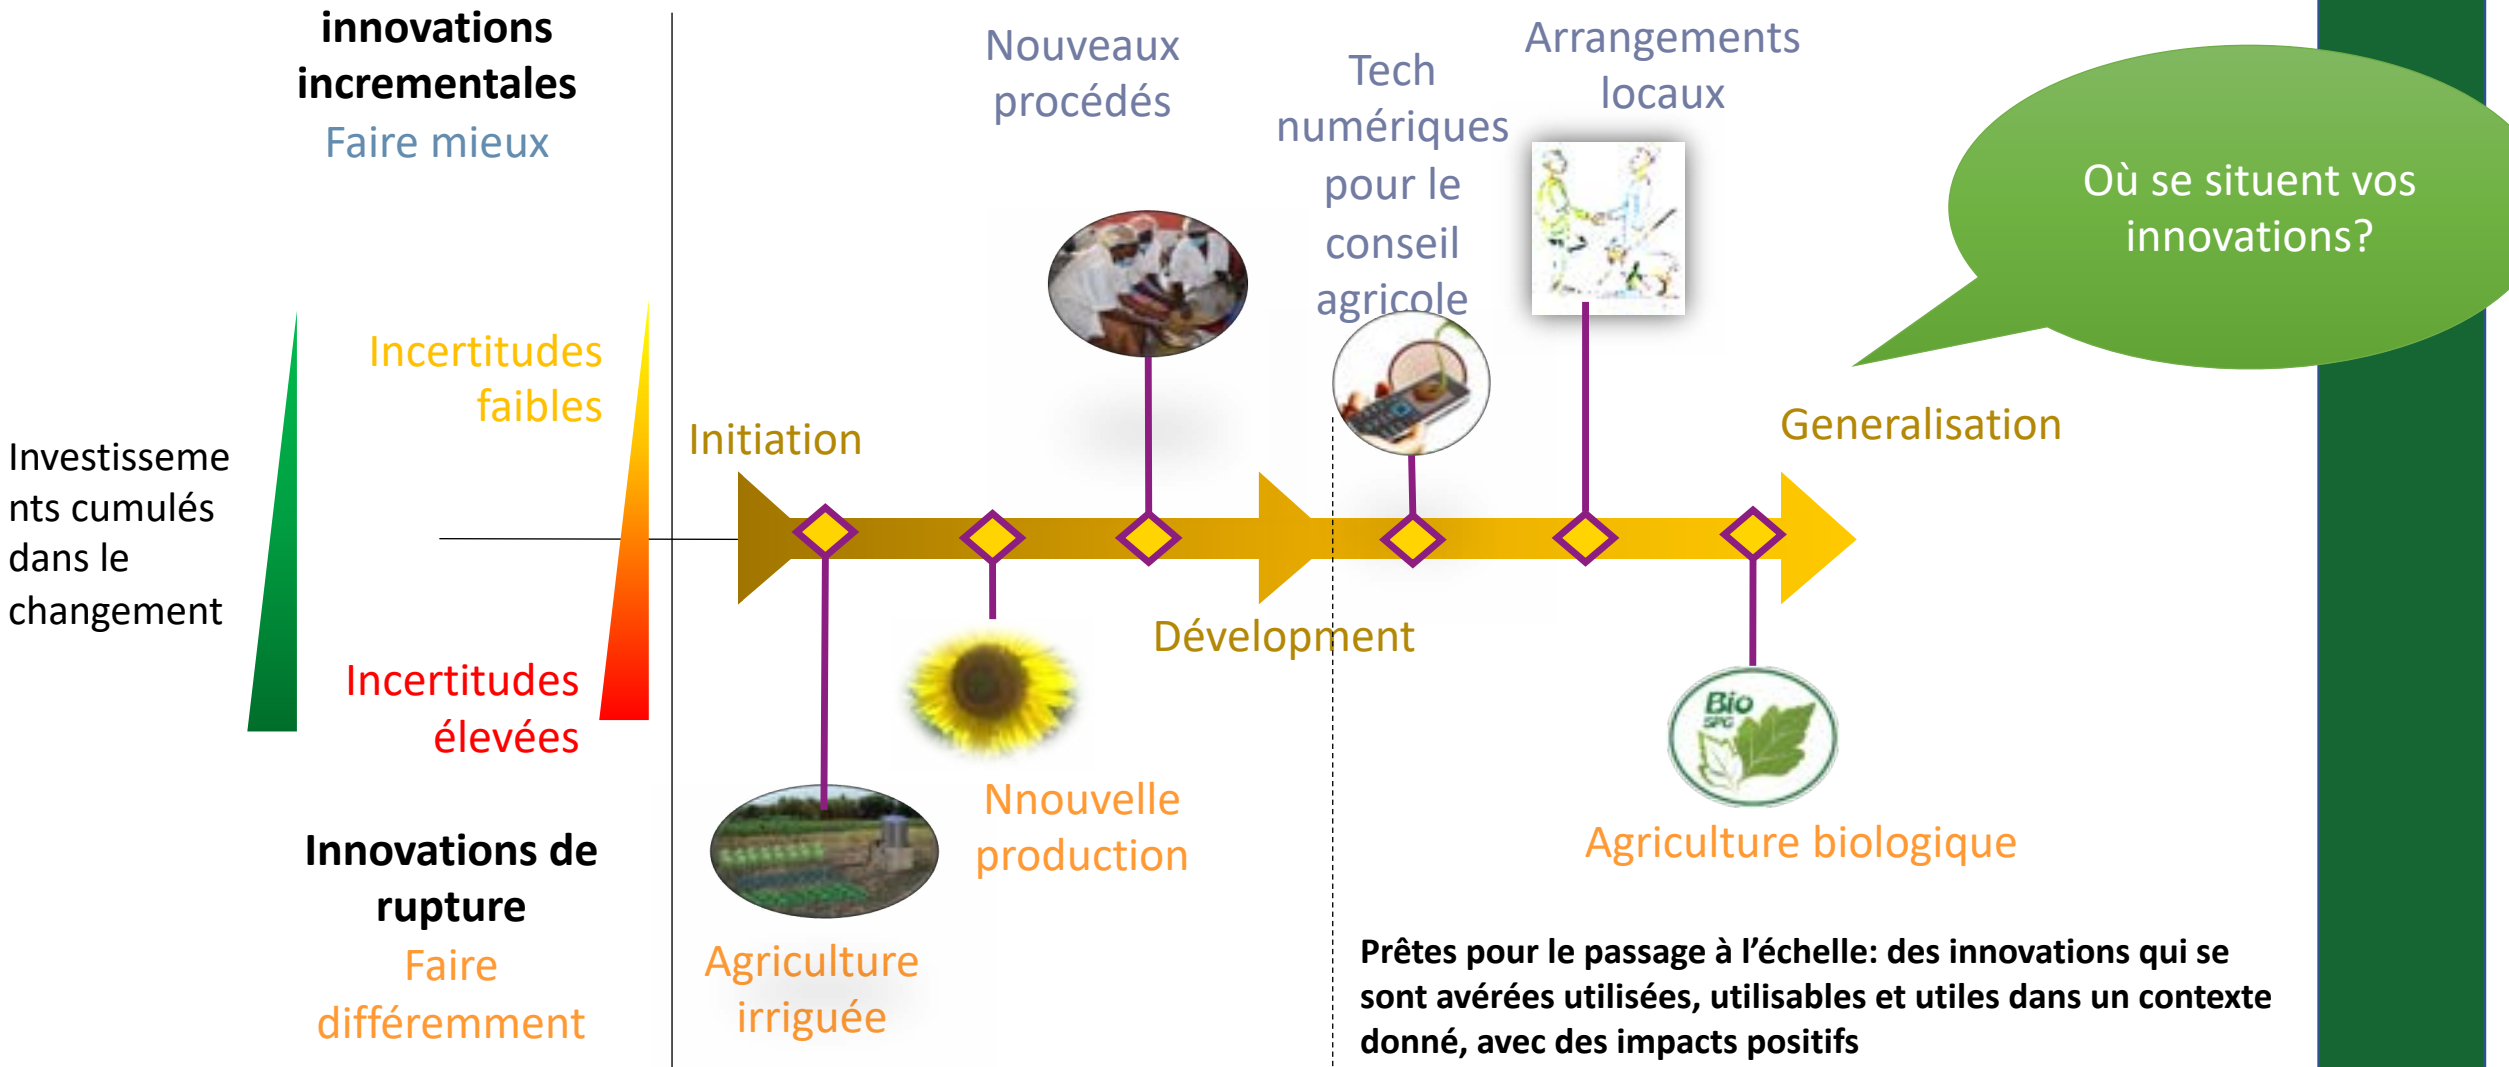 innovations
incrementales
Faire mieux
Incertitudes
faibles
Investisseme
nts cumulés
dans le
changement
Incertitudes
élevées
Innovations de
rupture
Faire
différemment
Initiation
Nouveaux
procédés
Tech
numériques
pour le
conseil
agricole
Arrangements
locaux
Où se situent vos
innovations?
Generalisation
Dévelopment
Nnouvelle
production
Agriculture
irriguée
Bio
SPG
Agriculture biologique
Prêtes pour le passage à l’échelle: des innovations qui se
sont avérées utilisées, utilisables et utiles dans un contexte
donné, avec des impacts positifs